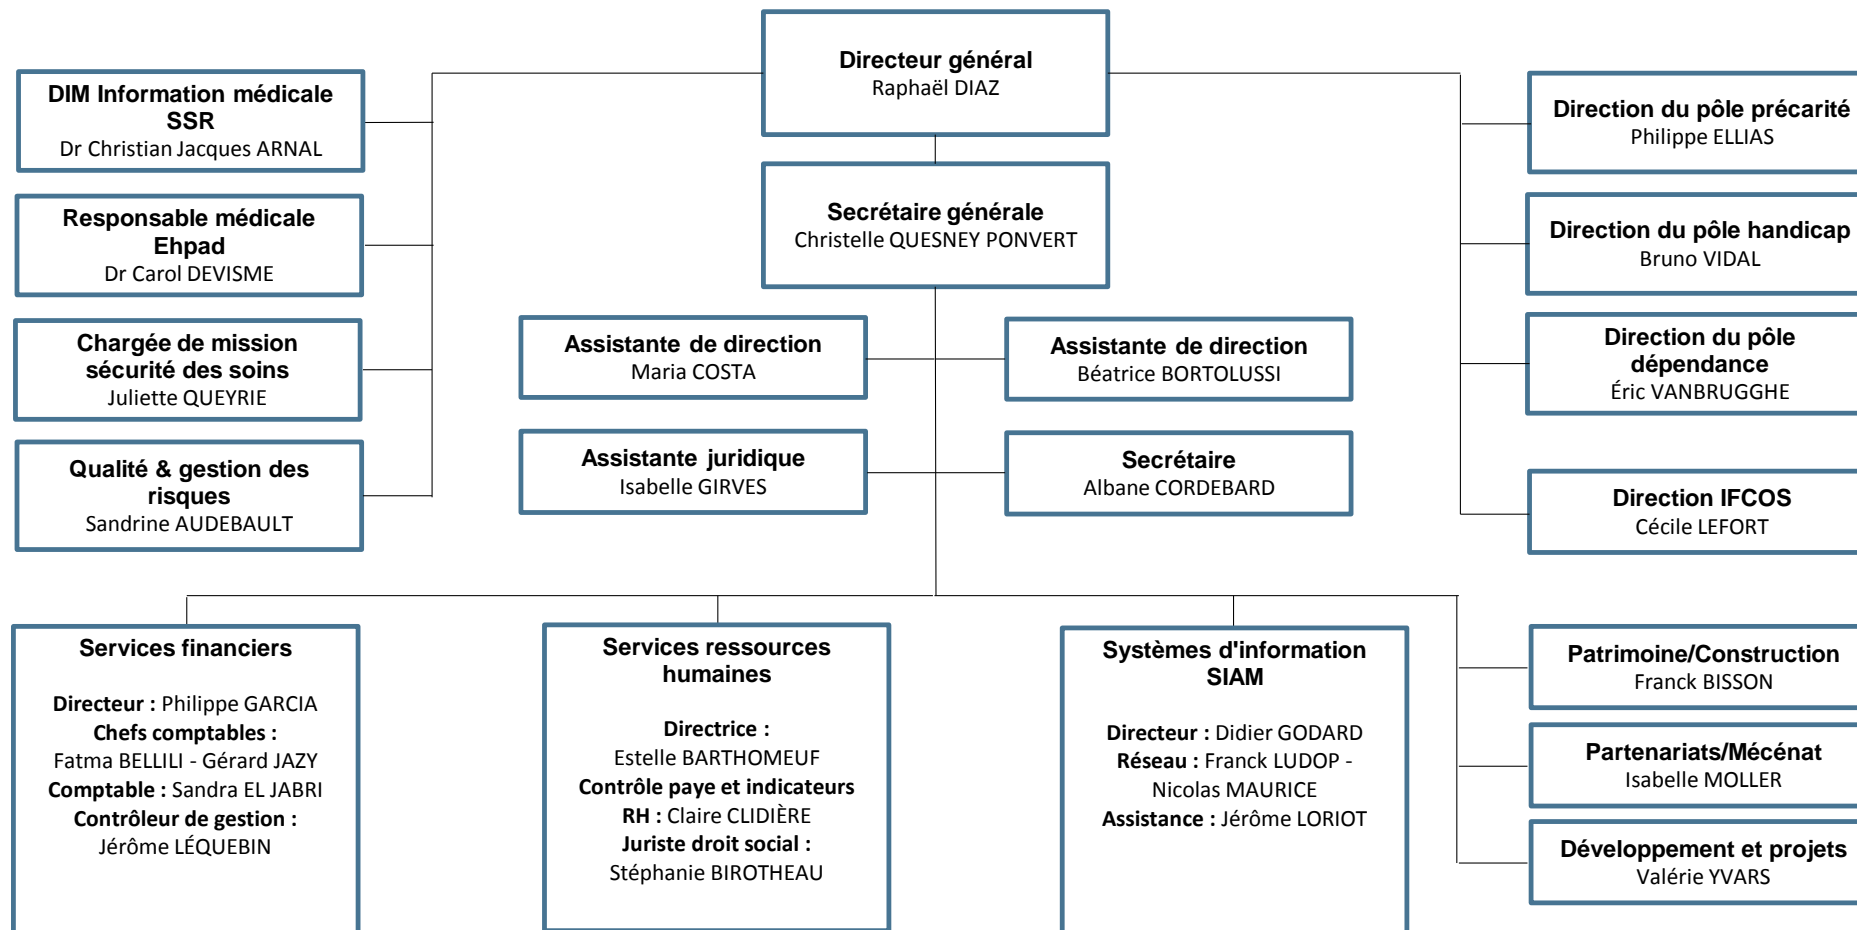 Directeur général
Raphaël DIAZ
DIM Information médicale
SSR
Dr Christian Jacques ARNAL
Responsable médicale
Ehpad
Dr Carol DEVISME
Chargée de mission
sécurité des soins
Juliette QUEYRIE
Qualité & gestion des
risques
Sandrine AUDEBAULT
Secrétaire générale
Christelle QUESNEY PONVERT
Assistante de direction
Maria COSTA
Assistante de direction
Béatrice BORTOLUSSI
Assistante juridique
Isabelle GIRVES
Secrétaire
Albane CORDEBARD
Direction du pôle précarité
Philippe ELLIAS
Direction du pôle handicap
Bruno VIDAL
Direction du pôle
dépendance
Éric VANBRUGGHE
Direction IFCOS
Cécile LEFORT
Services financiers
Directeur : Philippe GARCIA
Chefs comptables :
Fatma BELLILI - Gérard JAZY
Comptable : Sandra EL JABRI
Contrôleur de gestion :
Jérôme LÉQUEBIN
Services ressources
humaines
Directrice :
Estelle BARTHOMEUF
Contrôle paye et indicateurs
RH : Claire CLIDIÈRE
Juriste droit social :
Stéphanie BIROTHEAU
Systèmes d'information
SIAM
Directeur : Didier GODARD
Réseau : Franck LUDOP -
Nicolas MAURICE
Assistance : Jérôme LORIOT
Patrimoine/Construction
Franck BISSON
Partenariats/Mécénat
Isabelle MOLLER
Développement et projets
Valérie YVARS